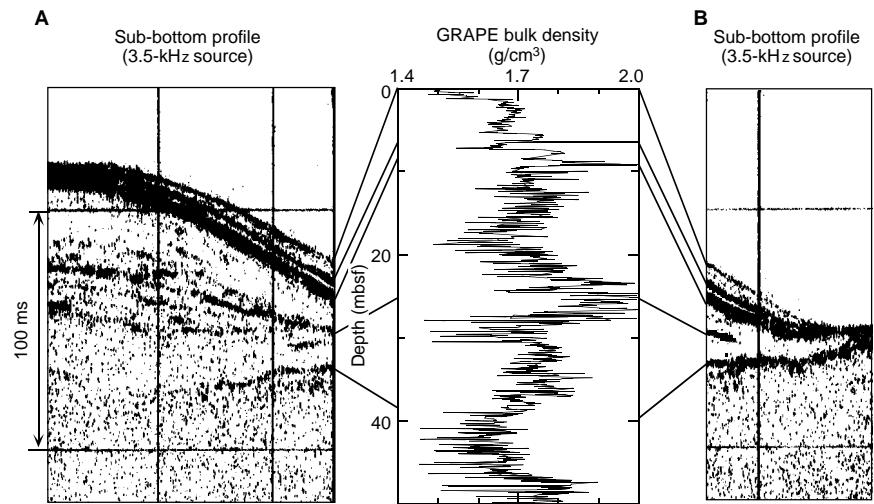 A
Sub-bottom profile
(3.5-kHz source)
100 ms
GRAPE bulk density
(g/cm³)
1.4
1.7
2.0
0
20
40
Depth (mbsf)
B
Sub-bottom profile
(3.5-kHz source)